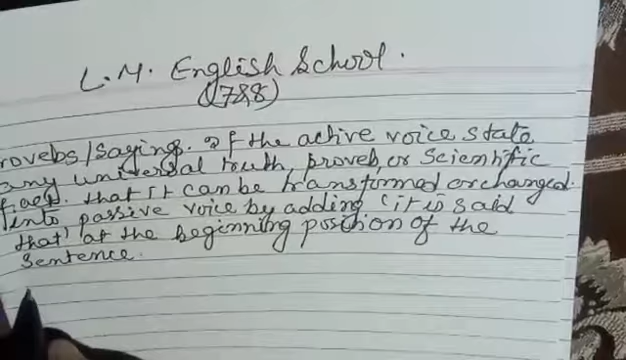 L.M. English School.
(1788)
rovebs/sayings. If the active voice state
any universal truth, proveb, or scientific
fact. that it can be transformed or changed.
into passive voice by adding 'it is said
that' at the beginning position of the
sentence.